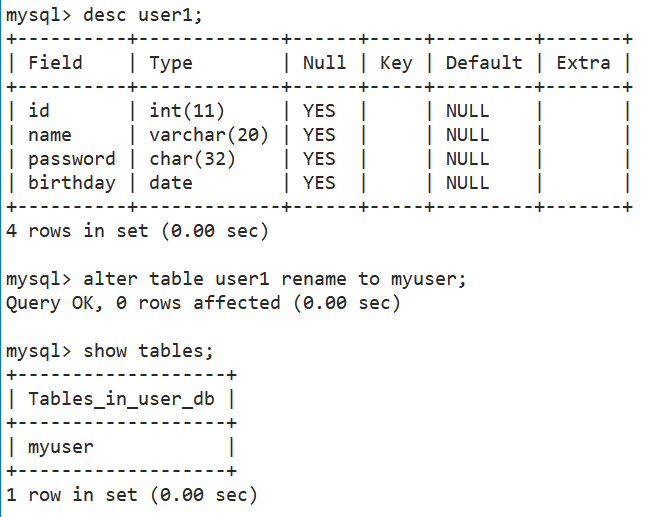 mysql> desc user1;
+----------+-------------+------+-----+---------+-------+
| Field    | Type        | Null | Key | Default | Extra |
+----------+-------------+------+-----+---------+-------+
| id       | int(11)     | YES  |     | NULL    |       |
| name     | varchar(20) | YES  |     | NULL    |       |
| password | char(32)    | YES  |     | NULL    |       |
| birthday | date        | YES  |     | NULL    |       |
+----------+-------------+------+-----+---------+-------+
4 rows in set (0.00 sec)
mysql> alter table user1 rename to myuser;
Query OK, 0 rows affected (0.00 sec)
mysql> show tables;
+-------------------+
| Tables_in_user_db |
+-------------------+
| myuser            |
+-------------------+
1 row in set (0.00 sec)